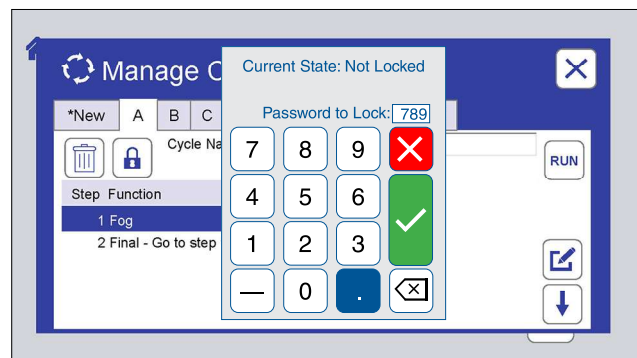 Manage C
Current State: Not Locked
*New A B C
Password to Lock: 789
Cycle Na
RUN
7 8 9
Step Function
4 5 6
1 Fog
2 Final - Go to step
1 2 3
— 0 .